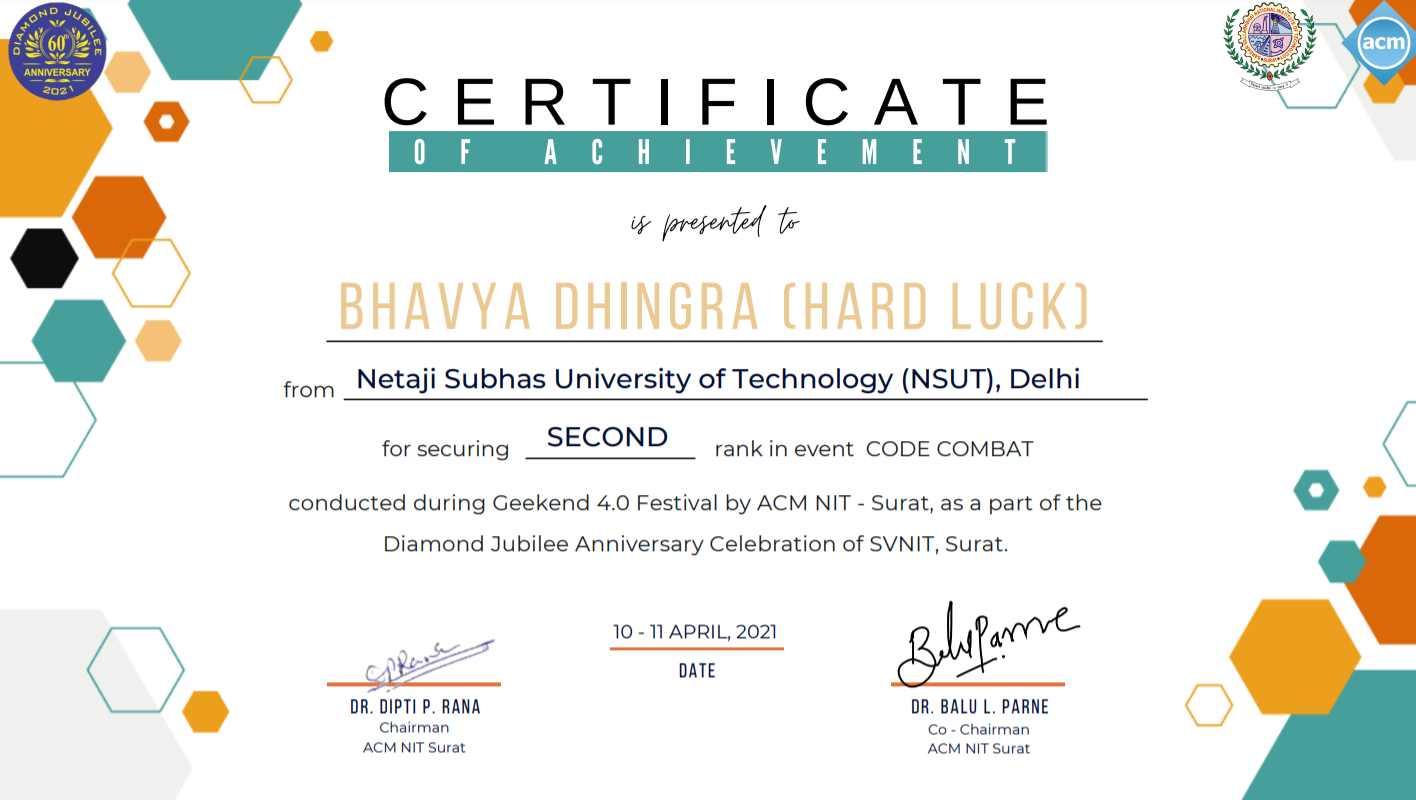 DIAMOND JUBILEE
60th
ANNIVERSARY
2021
acm
CERTIFICATE
OF ACHIEVEMENT
is presented to
BHAVYA DHINGRA (HARD LUCK)
from Netaji Subhas University of Technology (NSUT), Delhi
for securing SECOND rank in event CODE COMBAT
conducted during Geekend 4.0 Festival by ACM NIT - Surat, as a part of the
Diamond Jubilee Anniversary Celebration of SVNIT, Surat.
DPRana
10 - 11 APRIL, 2021
DATE
BaluParne
DR. DIPTI P. RANA
Chairman
ACM NIT Surat
DR. BALU L. PARNE
Co - Chairman
ACM NIT Surat